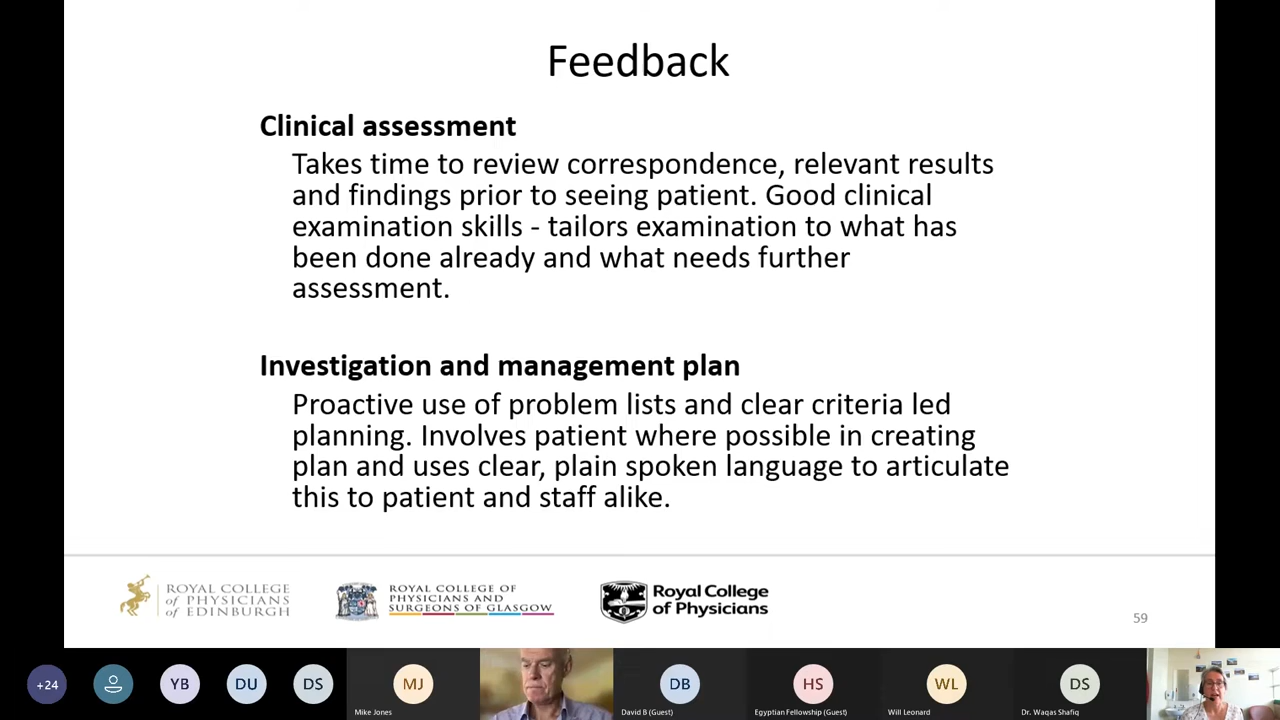 Feedback
Clinical assessment
Takes time to review correspondence, relevant results
and findings prior to seeing patient. Good clinical
examination skills - tailors examination to what has
been done already and what needs further
assessment.
Investigation and management plan
Proactive use of problem lists and clear criteria led
planning. Involves patient where possible in creating
plan and uses clear, plain spoken language to articulate
this to patient and staff alike.
ROYAL COLLEGE
of PHYSICIANS
of EDINBURGH
ROYAL COLLEGE OF
PHYSICIANS AND
SURGEONS OF GLASGOW
Royal College
of Physicians
59
+24
YB
DU
DS
MJ
Mike Jones
DB
David B (Guest)
HS
Egyptian Fellowship (Guest)
WL
Will Leonard
DS
Dr. Waqas Shafiq